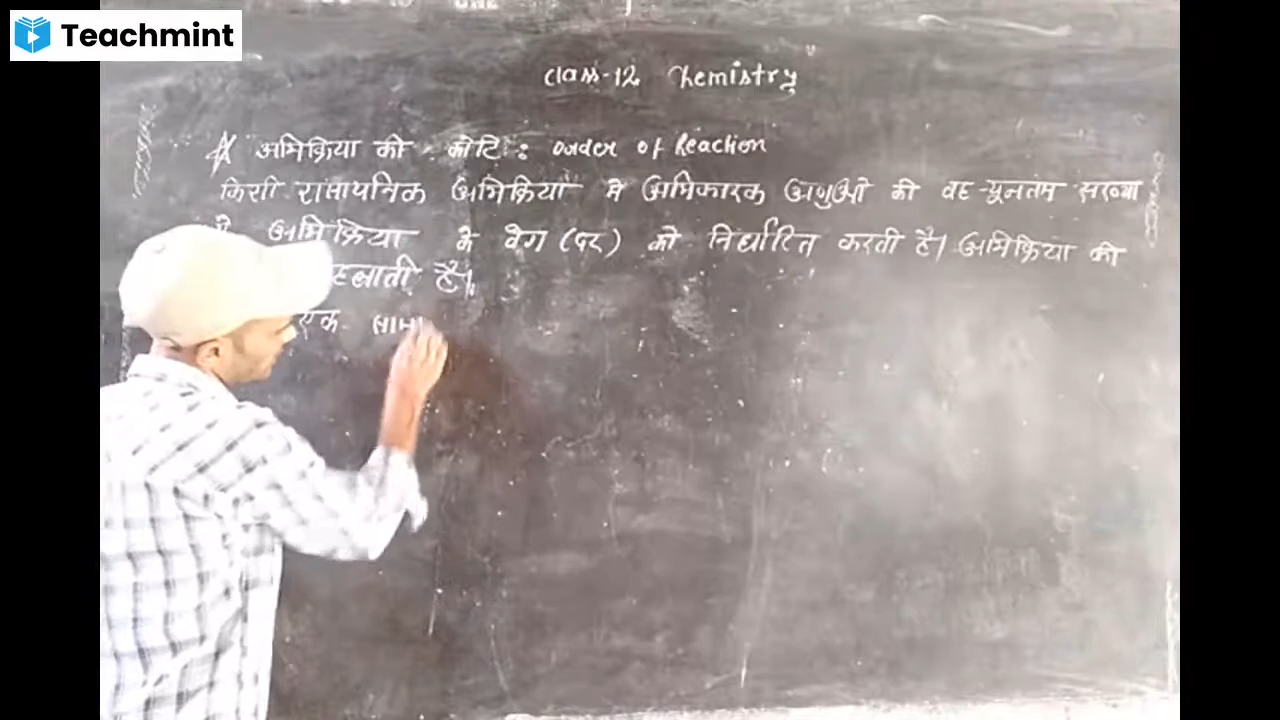 Teachmint
Class-12 Chemistry
* अभिक्रिया की कोटि : Order of Reaction
किसी रासायनिक अभिक्रिया में अभिकारक अणुओं की वह यूनतम संख्या
अभिक्रिया के वेग (दर) को निर्धारित करती है। अभिक्रिया की
हलाती है।
एक